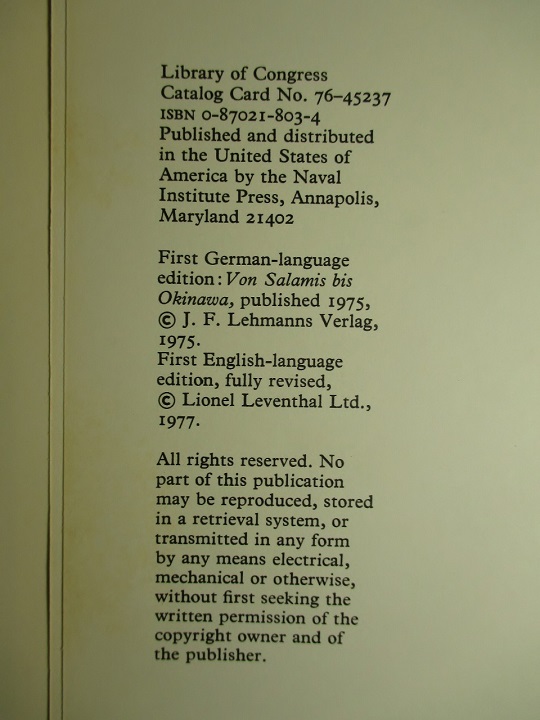 Library of Congress
Catalog Card No. 76–45237
ISBN 0-87021-803-4
Published and distributed
in the United States of
America by the Naval
Institute Press, Annapolis,
Maryland 21402
First German-language
edition: Von Salamis bis
Okinawa, published 1975,
© J. F. Lehmanns Verlag,
1975.
First English-language
edition, fully revised,
© Lionel Leventhal Ltd.,
1977.
All rights reserved. No
part of this publication
may be reproduced, stored
in a retrieval system, or
transmitted in any form
by any means electrical,
mechanical or otherwise,
without first seeking the
written permission of the
copyright owner and of
the publisher.